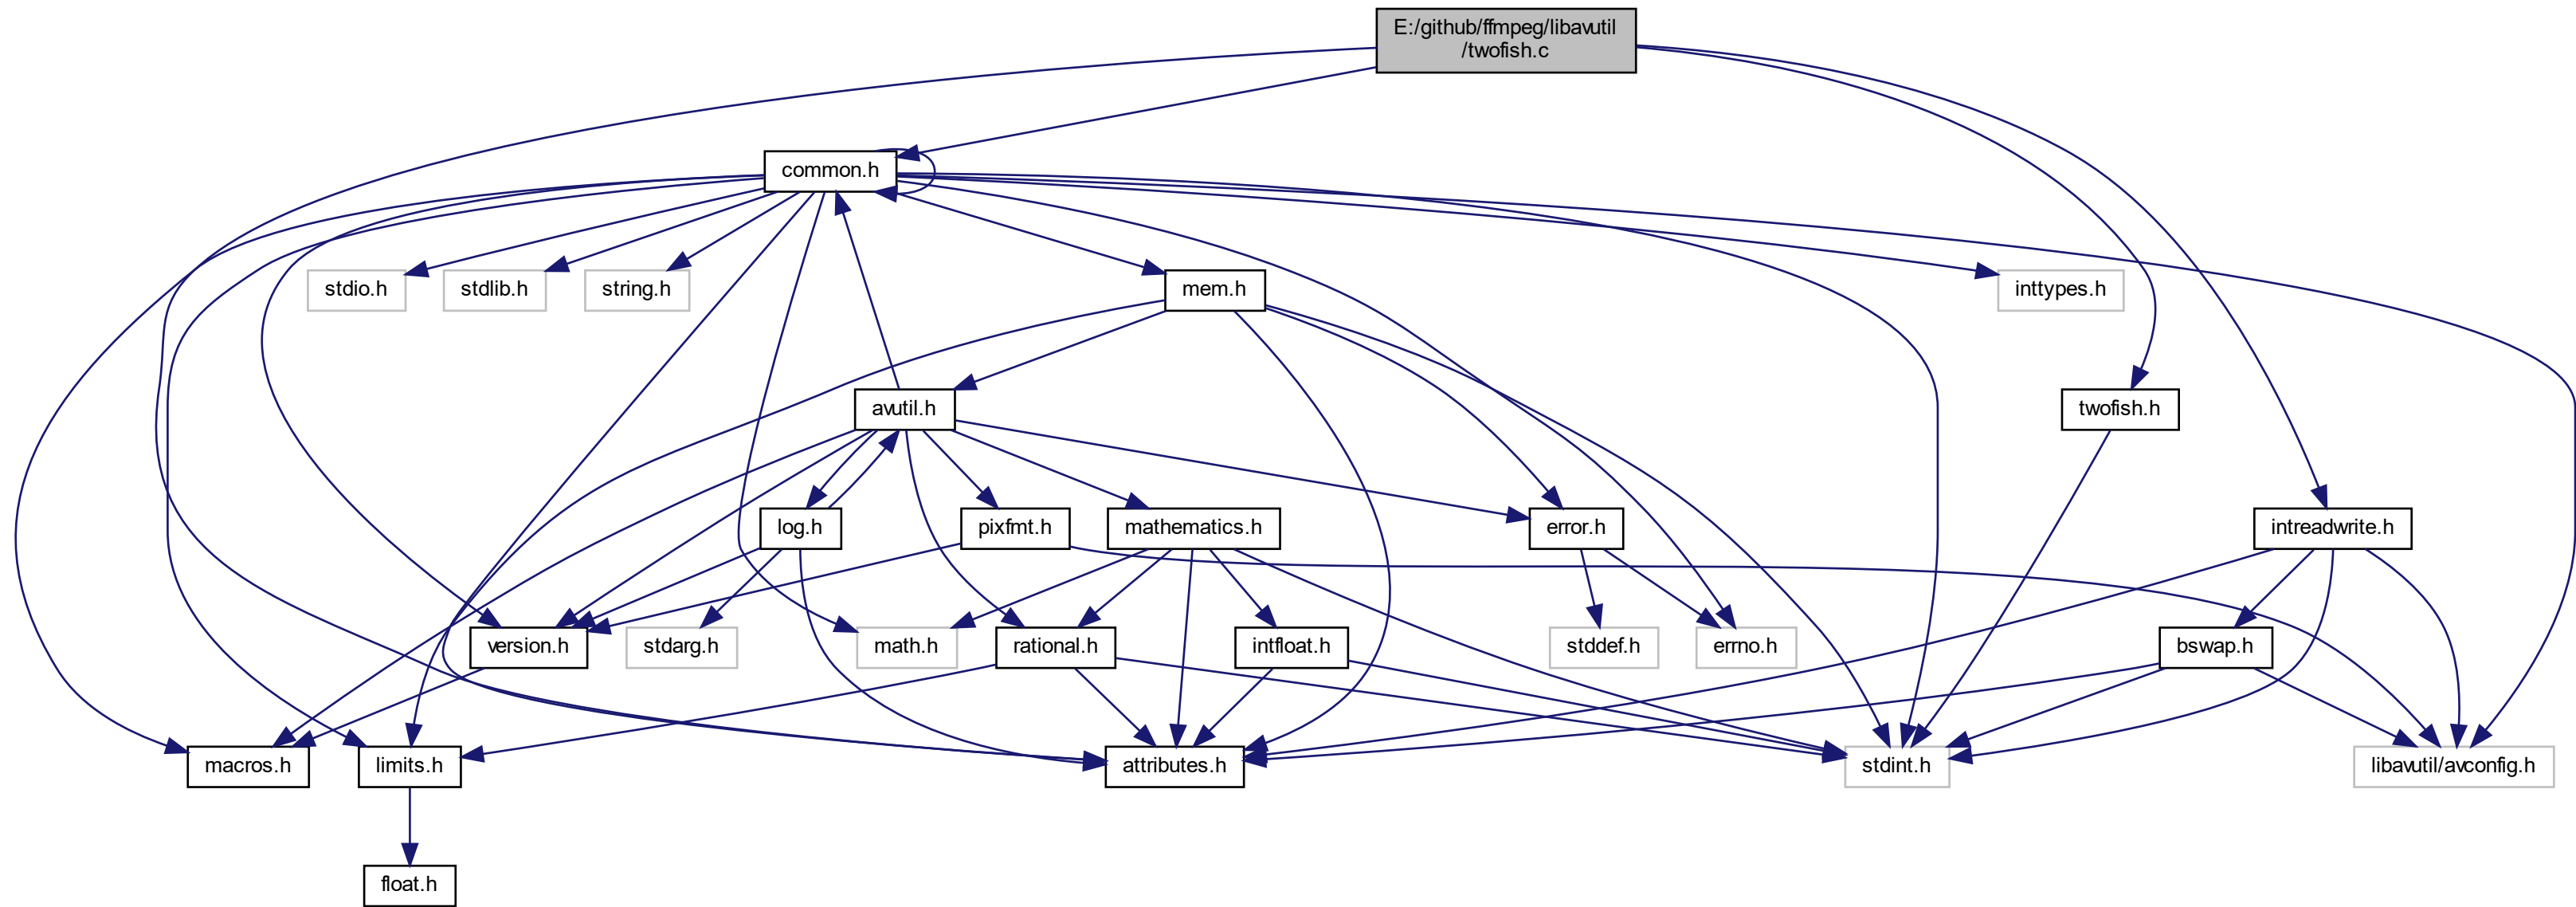 E:/github/ffmpeg/libavutil
/twofish.c
common.h
stdio.h
stdlib.h
string.h
mem.h
inttypes.h
avutil.h
twofish.h
log.h
pixfmt.h
mathematics.h
error.h
intreadwrite.h
version.h
stdarg.h
math.h
rational.h
intfloat.h
stddef.h
errno.h
bswap.h
macros.h
limits.h
attributes.h
stdint.h
libavutil/avconfig.h
float.h